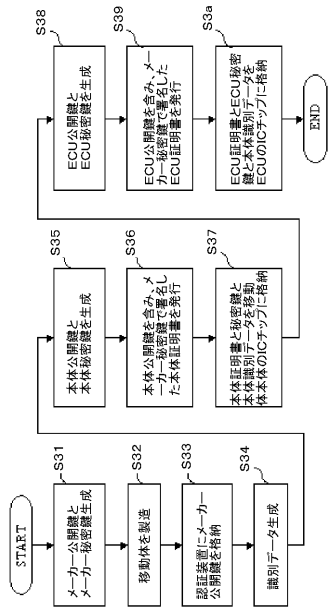 START
S31
メーカー公開鍵と
メーカー秘密鍵生成
S32
移動体を製造
S33
認証装置にメーカー
公開鍵を格納
S34
識別データ生成
S35
本体公開鍵と
本体秘密鍵を生成
S36
本体公開鍵を含み、メ
ーカー秘密鍵で署名し
た本体証明書を発行
S37
本体証明書と秘密鍵と
本体識別データを移動
体本体のICチップに格納
S38
ECU公開鍵と
ECU秘密鍵を生成
S39
ECU公開鍵を含み、メー
カー秘密鍵で署名した
ECU証明書を発行
S3a
ECU証明書とECU秘密
鍵と本体識別データを
ECUのICチップに格納
END